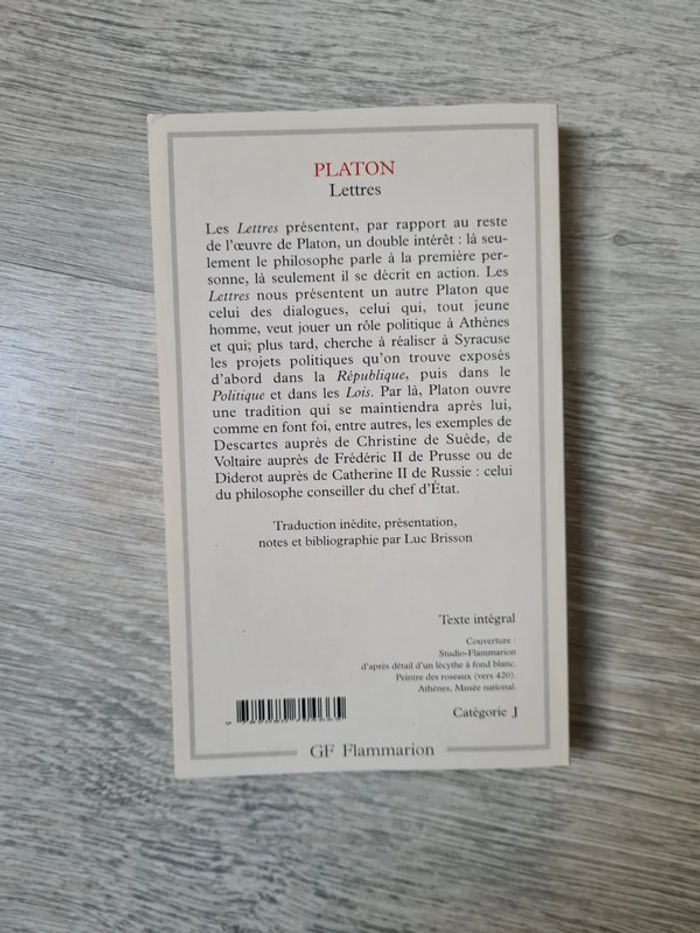 PLATON
Lettres
Les Lettres présentent, par rapport au reste
de l'œuvre de Platon, un double intérêt : là seu-
lement le philosophe parle à la première per-
sonne, là seulement il se décrit en action. Les
Lettres nous présentent un autre Platon que
celui des dialogues, celui qui, tout jeune
homme, veut jouer un rôle politique à Athènes
et qui, plus tard, cherche à réaliser à Syracuse
les projets politiques qu'on trouve exposés
d'abord dans la République, puis dans le
Politique et dans les Lois. Par là, Platon ouvre
une tradition qui se maintiendra après lui,
comme en font foi, entre autres, les exemples de
Descartes auprès de Christine de Suède, de
Voltaire auprès de Frédéric II de Prusse ou de
Diderot auprès de Catherine II de Russie : celui
du philosophe conseiller du chef d'État.
Traduction inédite, présentation,
notes et bibliographie par Luc Brisson
Texte intégral
Couverture :
Studio-Flammarion
d'après détail d'un lécythe à fond blanc.
Peintre des roseaux (vers 420).
Athènes, Musée national.
Catégorie J
GF Flammarion